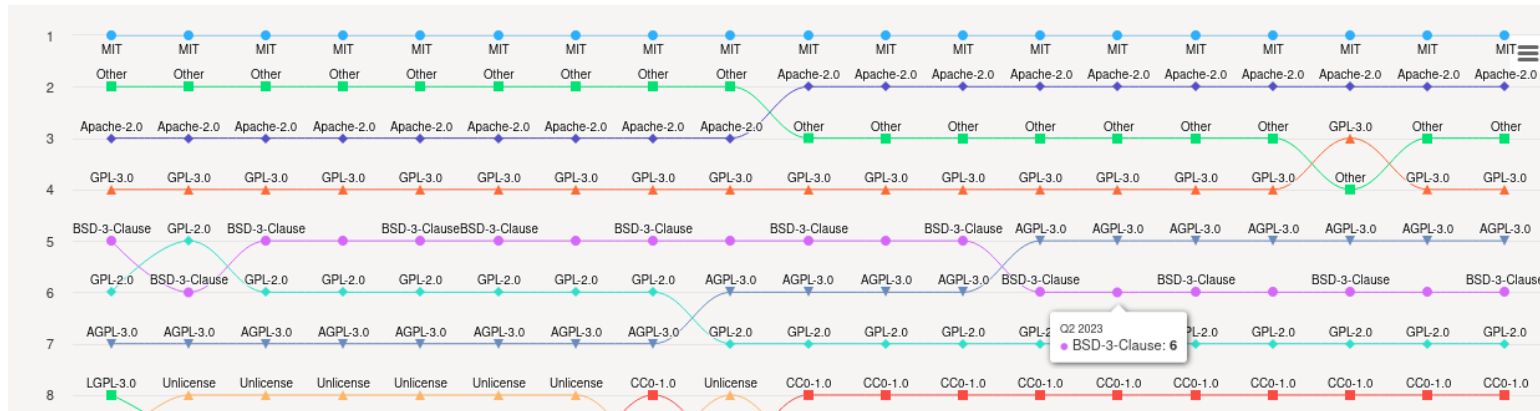 1
MIT MIT MIT MIT MIT MIT MIT MIT MIT MIT MIT MIT MIT MIT MIT MIT MIT MIT MIT
Other Other Other Other Other Other Other Other Other Apache-2.0 Apache-2.0 Apache-2.0 Apache-2.0 Apache-2.0 Apache-2.0 Apache-2.0 Apache-2.0 Apache-2.0 Apache-2.0
2
Apache-2.0 Apache-2.0 Apache-2.0 Apache-2.0 Apache-2.0 Apache-2.0 Apache-2.0 Apache-2.0 Apache-2.0 Other Other Other Other Other Other Other GPL-3.0 Other Other
3
GPL-3.0 GPL-3.0 GPL-3.0 GPL-3.0 GPL-3.0 GPL-3.0 GPL-3.0 GPL-3.0 GPL-3.0 GPL-3.0 GPL-3.0 GPL-3.0 GPL-3.0 GPL-3.0 GPL-3.0 GPL-3.0 Other GPL-3.0 GPL-3.0
4
BSD-3-Clause GPL-2.0 BSD-3-Clause BSD-3-Clause BSD-3-Clause BSD-3-Clause BSD-3-Clause BSD-3-Clause AGPL-3.0 AGPL-3.0 AGPL-3.0 AGPL-3.0 AGPL-3.0 AGPL-3.0 AGPL-3.0
5
GPL-2.0 BSD-3-Clause GPL-2.0 GPL-2.0 GPL-2.0 GPL-2.0 GPL-2.0 GPL-2.0 AGPL-3.0 AGPL-3.0 AGPL-3.0 AGPL-3.0 BSD-3-Clause BSD-3-Clause BSD-3-Clause BSD-3-Clause
6
AGPL-3.0 AGPL-3.0 AGPL-3.0 AGPL-3.0 AGPL-3.0 AGPL-3.0 AGPL-3.0 AGPL-3.0 GPL-2.0 GPL-2.0 GPL-2.0 GPL-2.0 GPL-2 PL-2.0 GPL-2.0 GPL-2.0 GPL-2.0 GPL-2.0
Q2 2023
BSD-3-Clause: 6
7
LGPL-3.0 Unlicense Unlicense Unlicense Unlicense Unlicense Unlicense CC0-1.0 Unlicense CC0-1.0 CC0-1.0 CC0-1.0 CC0-1.0 CC0-1.0 CC0-1.0 CC0-1.0 CC0-1.0 CC0-1.0 CC0-1.0
8